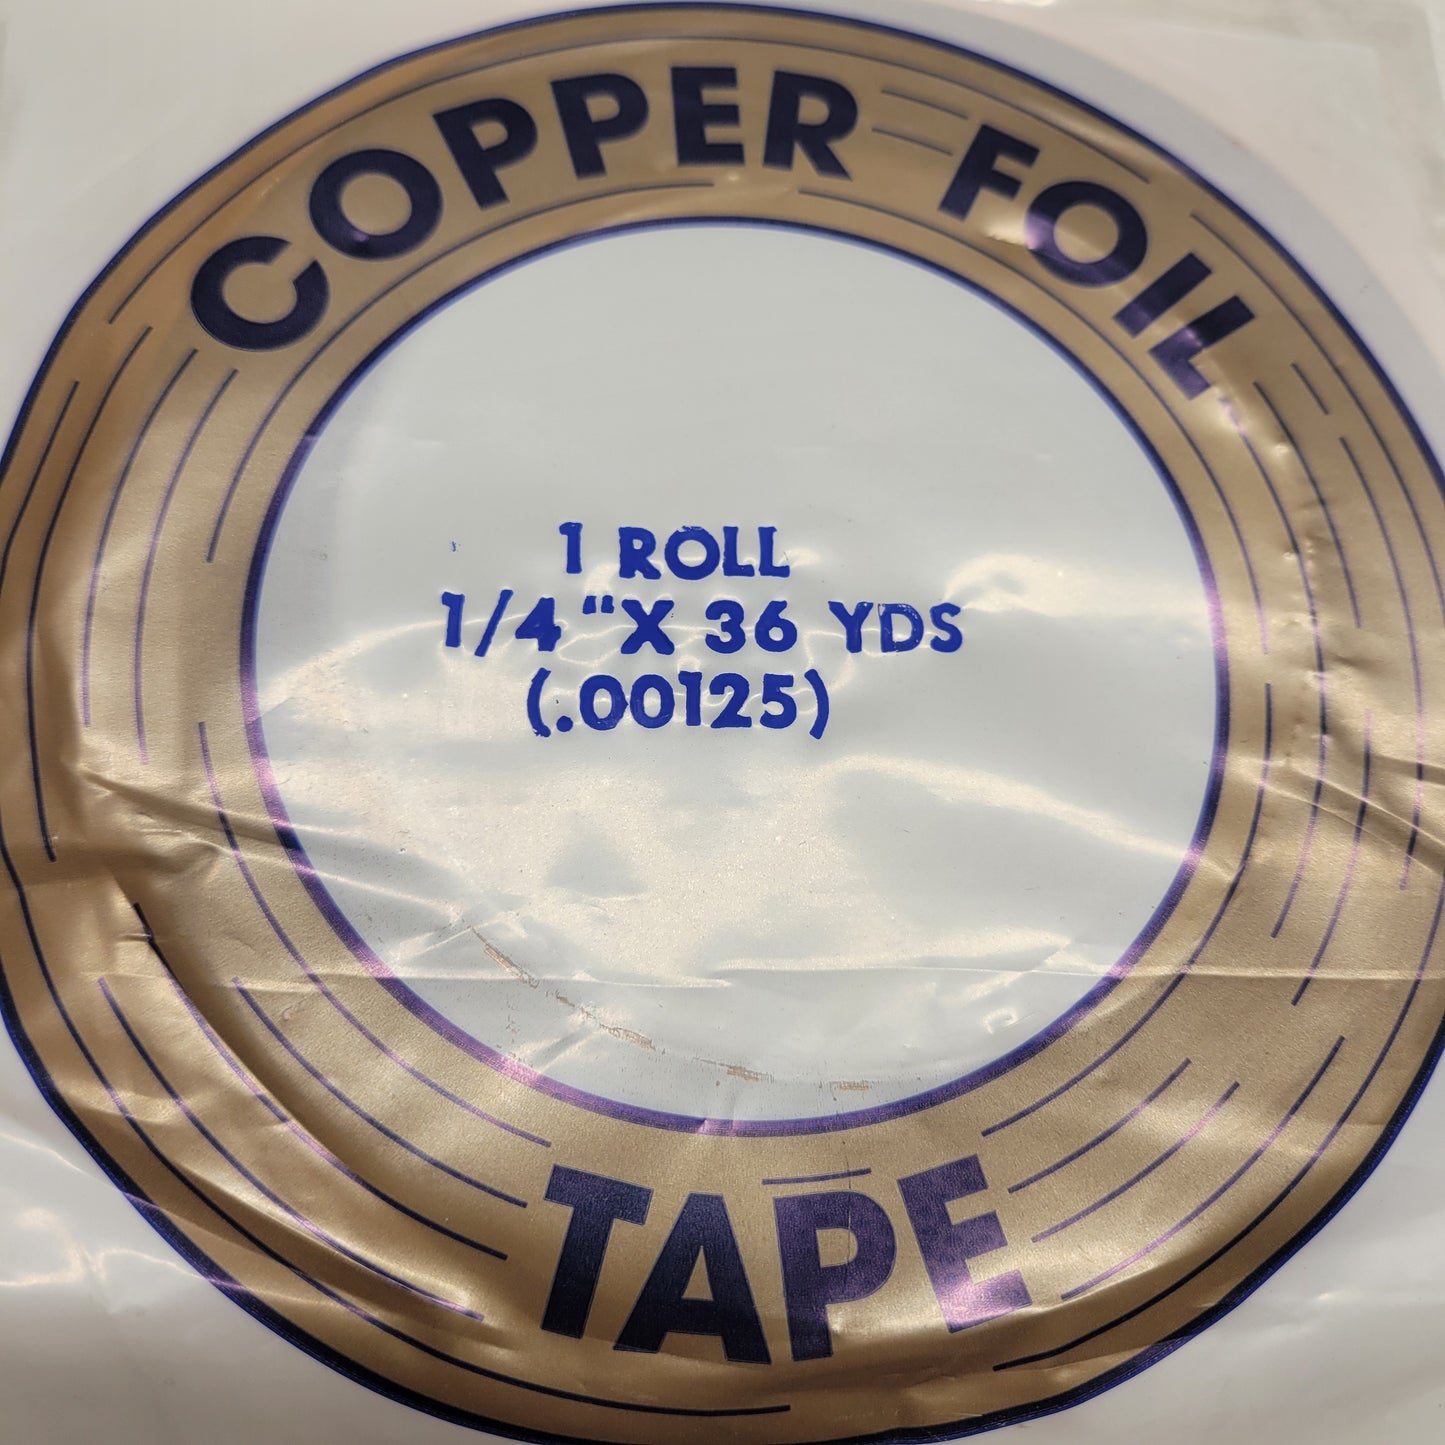 COPPER FOIL
1 ROLL
1/4 "X 36 YDS
(.00125)
TAPE